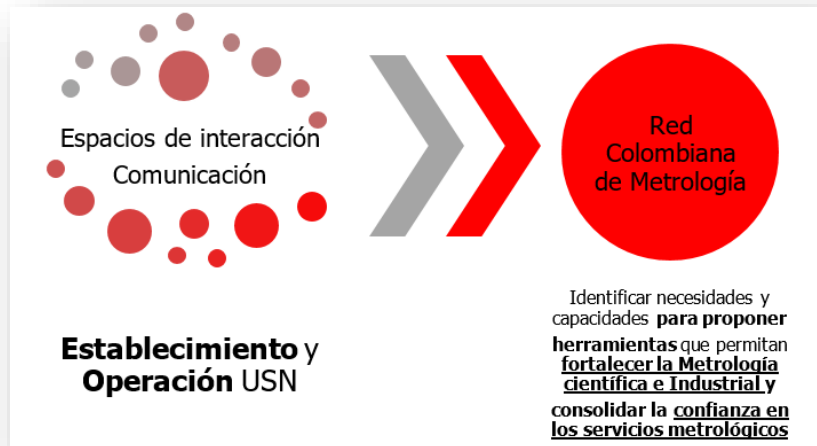 Espacios de interacción
Comunicación
Establecimiento y
Operación USN
Red
Colombiana
de Metrología
Identificar necesidades y
capacidades para proponer
herramientas que permitan
fortalecer la Metrología
científica e Industrial y
consolidar la confianza en
los servicios metrológicos